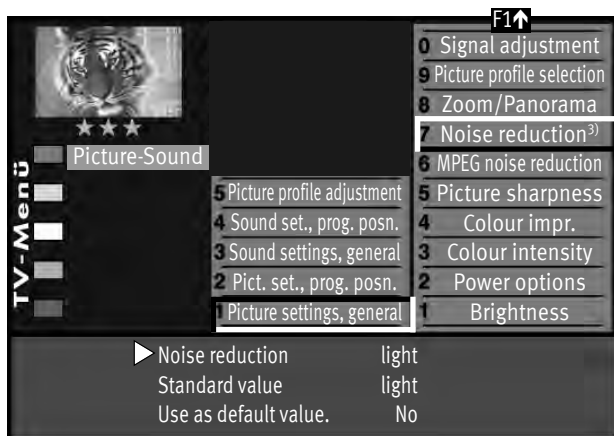 F1↑
0 Signal adjustment
9 Picture profile selection
8 Zoom/Panorama
7 Noise reduction3)
6 MPEG noise reduction
5 Picture sharpness
4 Colour impr.
3 Colour intensity
2 Power options
1 Brightness
TV-Menü
Picture-Sound
5 Picture profile adjustment
4 Sound set., prog. posn.
3 Sound settings, general
2 Pict. set., prog. posn.
1 Picture settings, general
Noise reduction light
Standard value light
Use as default value. No